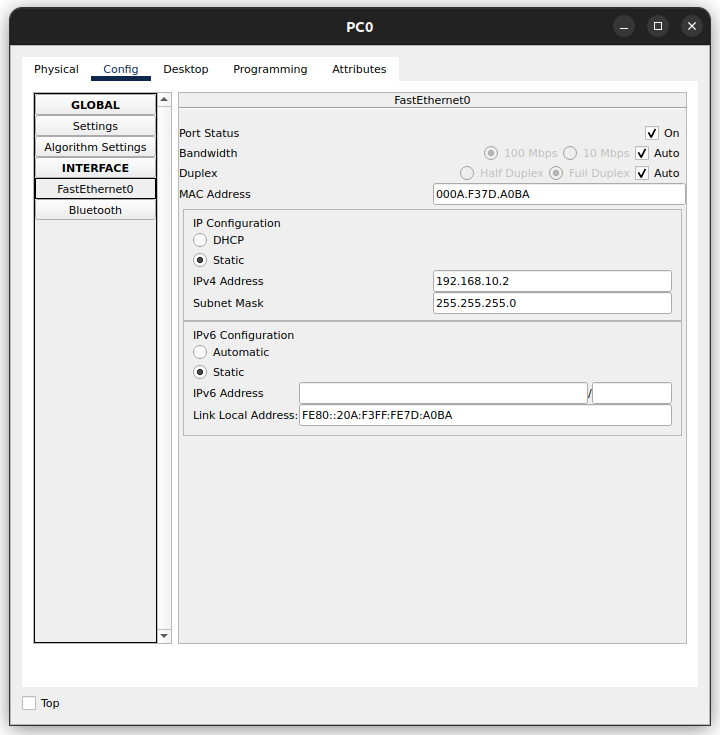 PC0
Physical Config Desktop Programming Attributes
GLOBAL
Settings
Algorithm Settings
INTERFACE
FastEthernet0
Bluetooth
FastEthernet0
Port Status On
Bandwidth 100 Mbps 10 Mbps Auto
Duplex Half Duplex Full Duplex Auto
MAC Address 000A.F37D.A0BA
IP Configuration
DHCP
Static
IPv4 Address 192.168.10.2
Subnet Mask 255.255.255.0
IPv6 Configuration
Automatic
Static
IPv6 Address /
Link Local Address: FE80::20A:F3FF:FE7D:A0BA
Top